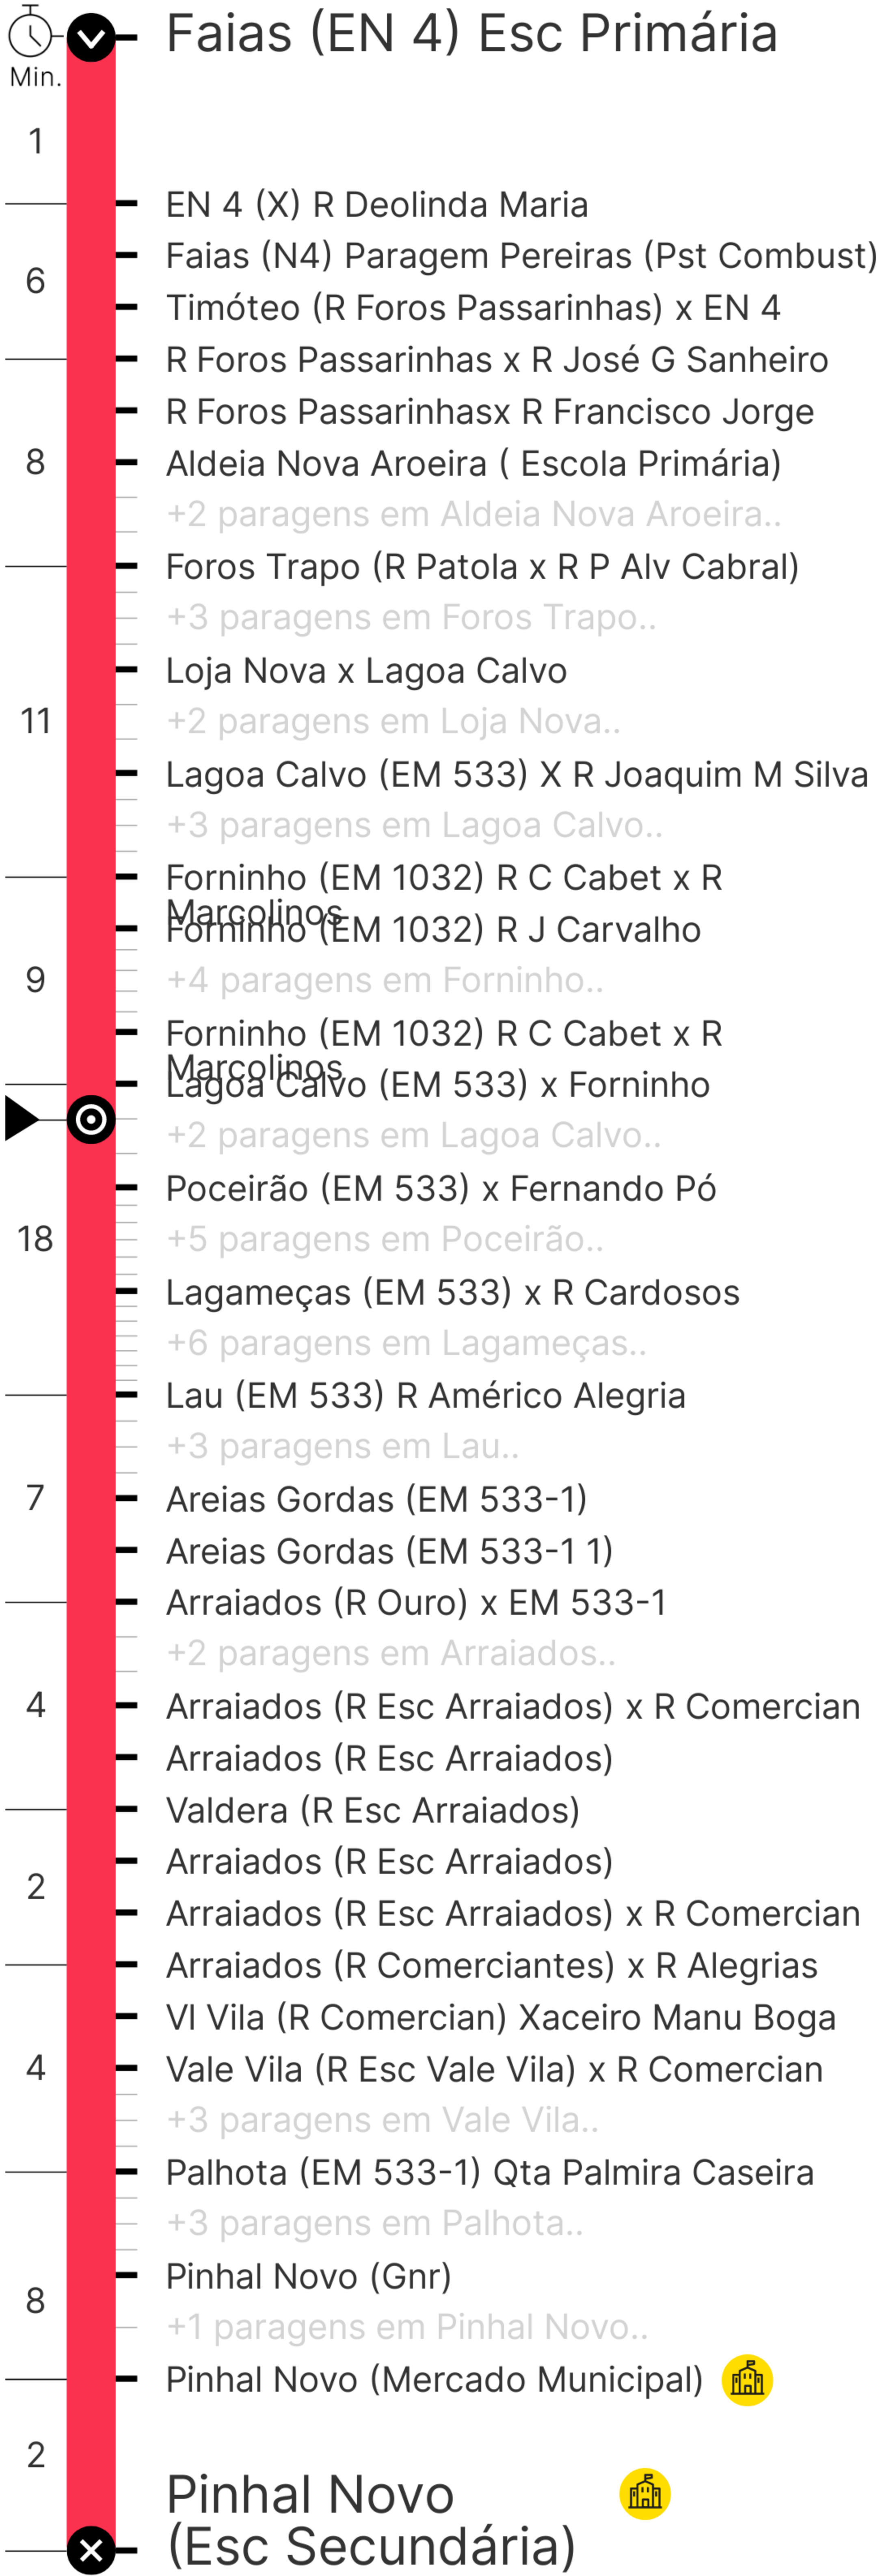 Faias (EN 4) Esc Primária
Min.
1
EN 4 (X) R Deolinda Maria
Faias (N4) Paragem Pereiras (Pst Combust)
6
Timóteo (R Foros Passarinhas) x EN 4
R Foros Passarinhas x R José G Sanheiro
R Foros Passarinhasx R Francisco Jorge
8
Aldeia Nova Aroeira ( Escola Primária)
+2 paragens em Aldeia Nova Aroeira..
Foros Trapo (R Patola x R P Alv Cabral)
+3 paragens em Foros Trapo..
Loja Nova x Lagoa Calvo
11
+2 paragens em Loja Nova..
Lagoa Calvo (EM 533) X R Joaquim M Silva
+3 paragens em Lagoa Calvo..
Forninho (EM 1032) R C Cabet x R
Marcolinos
Forninho (EM 1032) R J Carvalho
9
+4 paragens em Forninho..
Forninho (EM 1032) R C Cabet x R
Marcolinos
Lagoa Calvo (EM 533) x Forninho
+2 paragens em Lagoa Calvo..
Poceirão (EM 533) x Fernando Pó
18
+5 paragens em Poceirão..
Lagameças (EM 533) x R Cardosos
+6 paragens em Lagameças..
Lau (EM 533) R Américo Alegria
+3 paragens em Lau..
7
Areias Gordas (EM 533-1)
Areias Gordas (EM 533-1 1)
Arraiados (R Ouro) x EM 533-1
+2 paragens em Arraiados..
4
Arraiados (R Esc Arraiados) x R Comercian
Arraiados (R Esc Arraiados)
Valdera (R Esc Arraiados)
Arraiados (R Esc Arraiados)
2
Arraiados (R Esc Arraiados) x R Comercian
Arraiados (R Comerciantes) x R Alegrias
Vl Vila (R Comercian) Xaceiro Manu Boga
4
Vale Vila (R Esc Vale Vila) x R Comercian
+3 paragens em Vale Vila..
Palhota (EM 533-1) Qta Palmira Caseira
+3 paragens em Palhota..
Pinhal Novo (Gnr)
8
+1 paragens em Pinhal Novo..
Pinhal Novo (Mercado Municipal)
2
Pinhal Novo
(Esc Secundária)